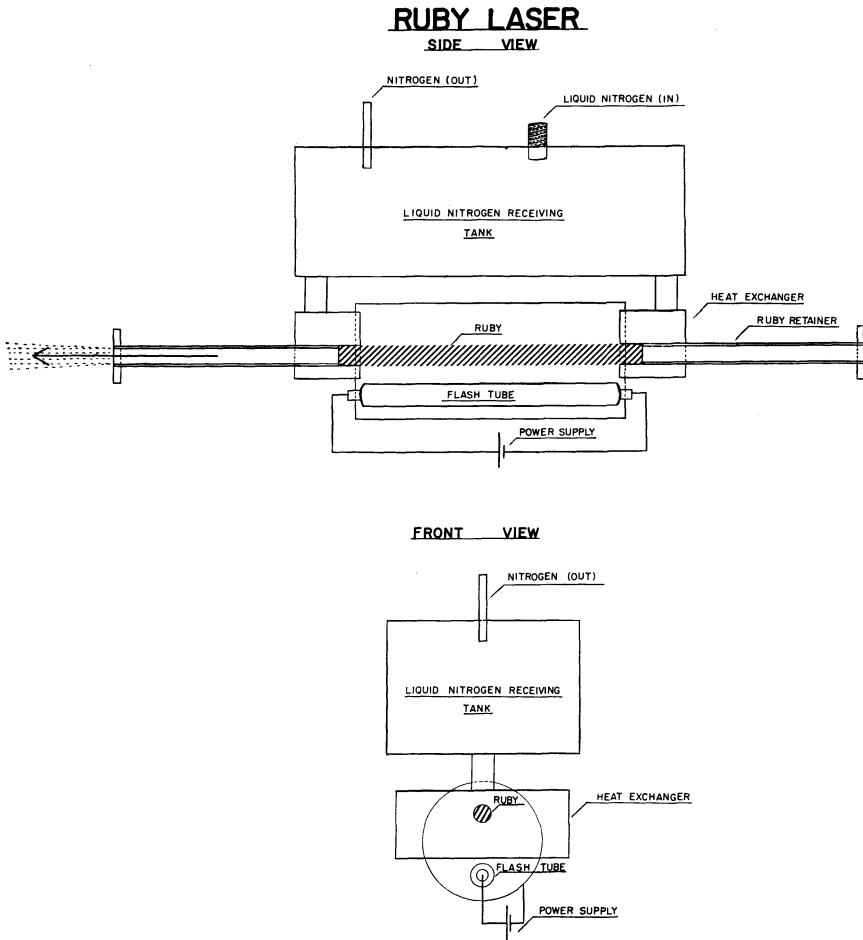 RUBY LASER
SIDE VIEW
NITROGEN (OUT)
LIQUID NITROGEN (IN)
LIQUID NITROGEN RECEIVING
TANK
HEAT EXCHANGER
RUBY
RUBY RETAINER
FLASH TUBE
POWER SUPPLY
FRONT VIEW
NITROGEN (OUT)
LIQUID NITROGEN RECEIVING
TANK
RUBY
HEAT EXCHANGER
FLASH TUBE
POWER SUPPLY